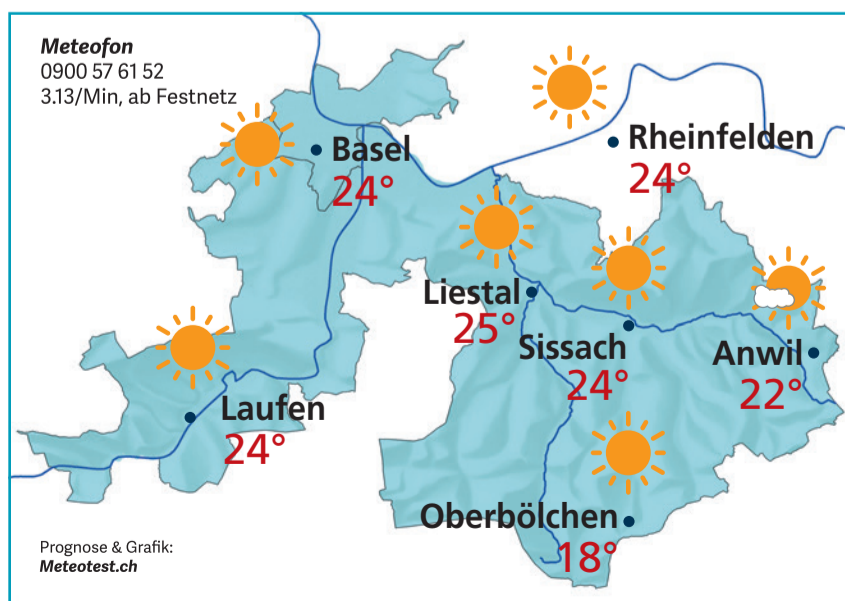 Meteofon
0900 57 61 52
3.13/Min, ab Festnetz
Basel
24°
Rheinfelden
24°
Liestal
25°
Sissach
24°
Anwil
22°
Laufen
24°
Oberbölchen
18°
Prognose & Grafik:
Meteotest.ch